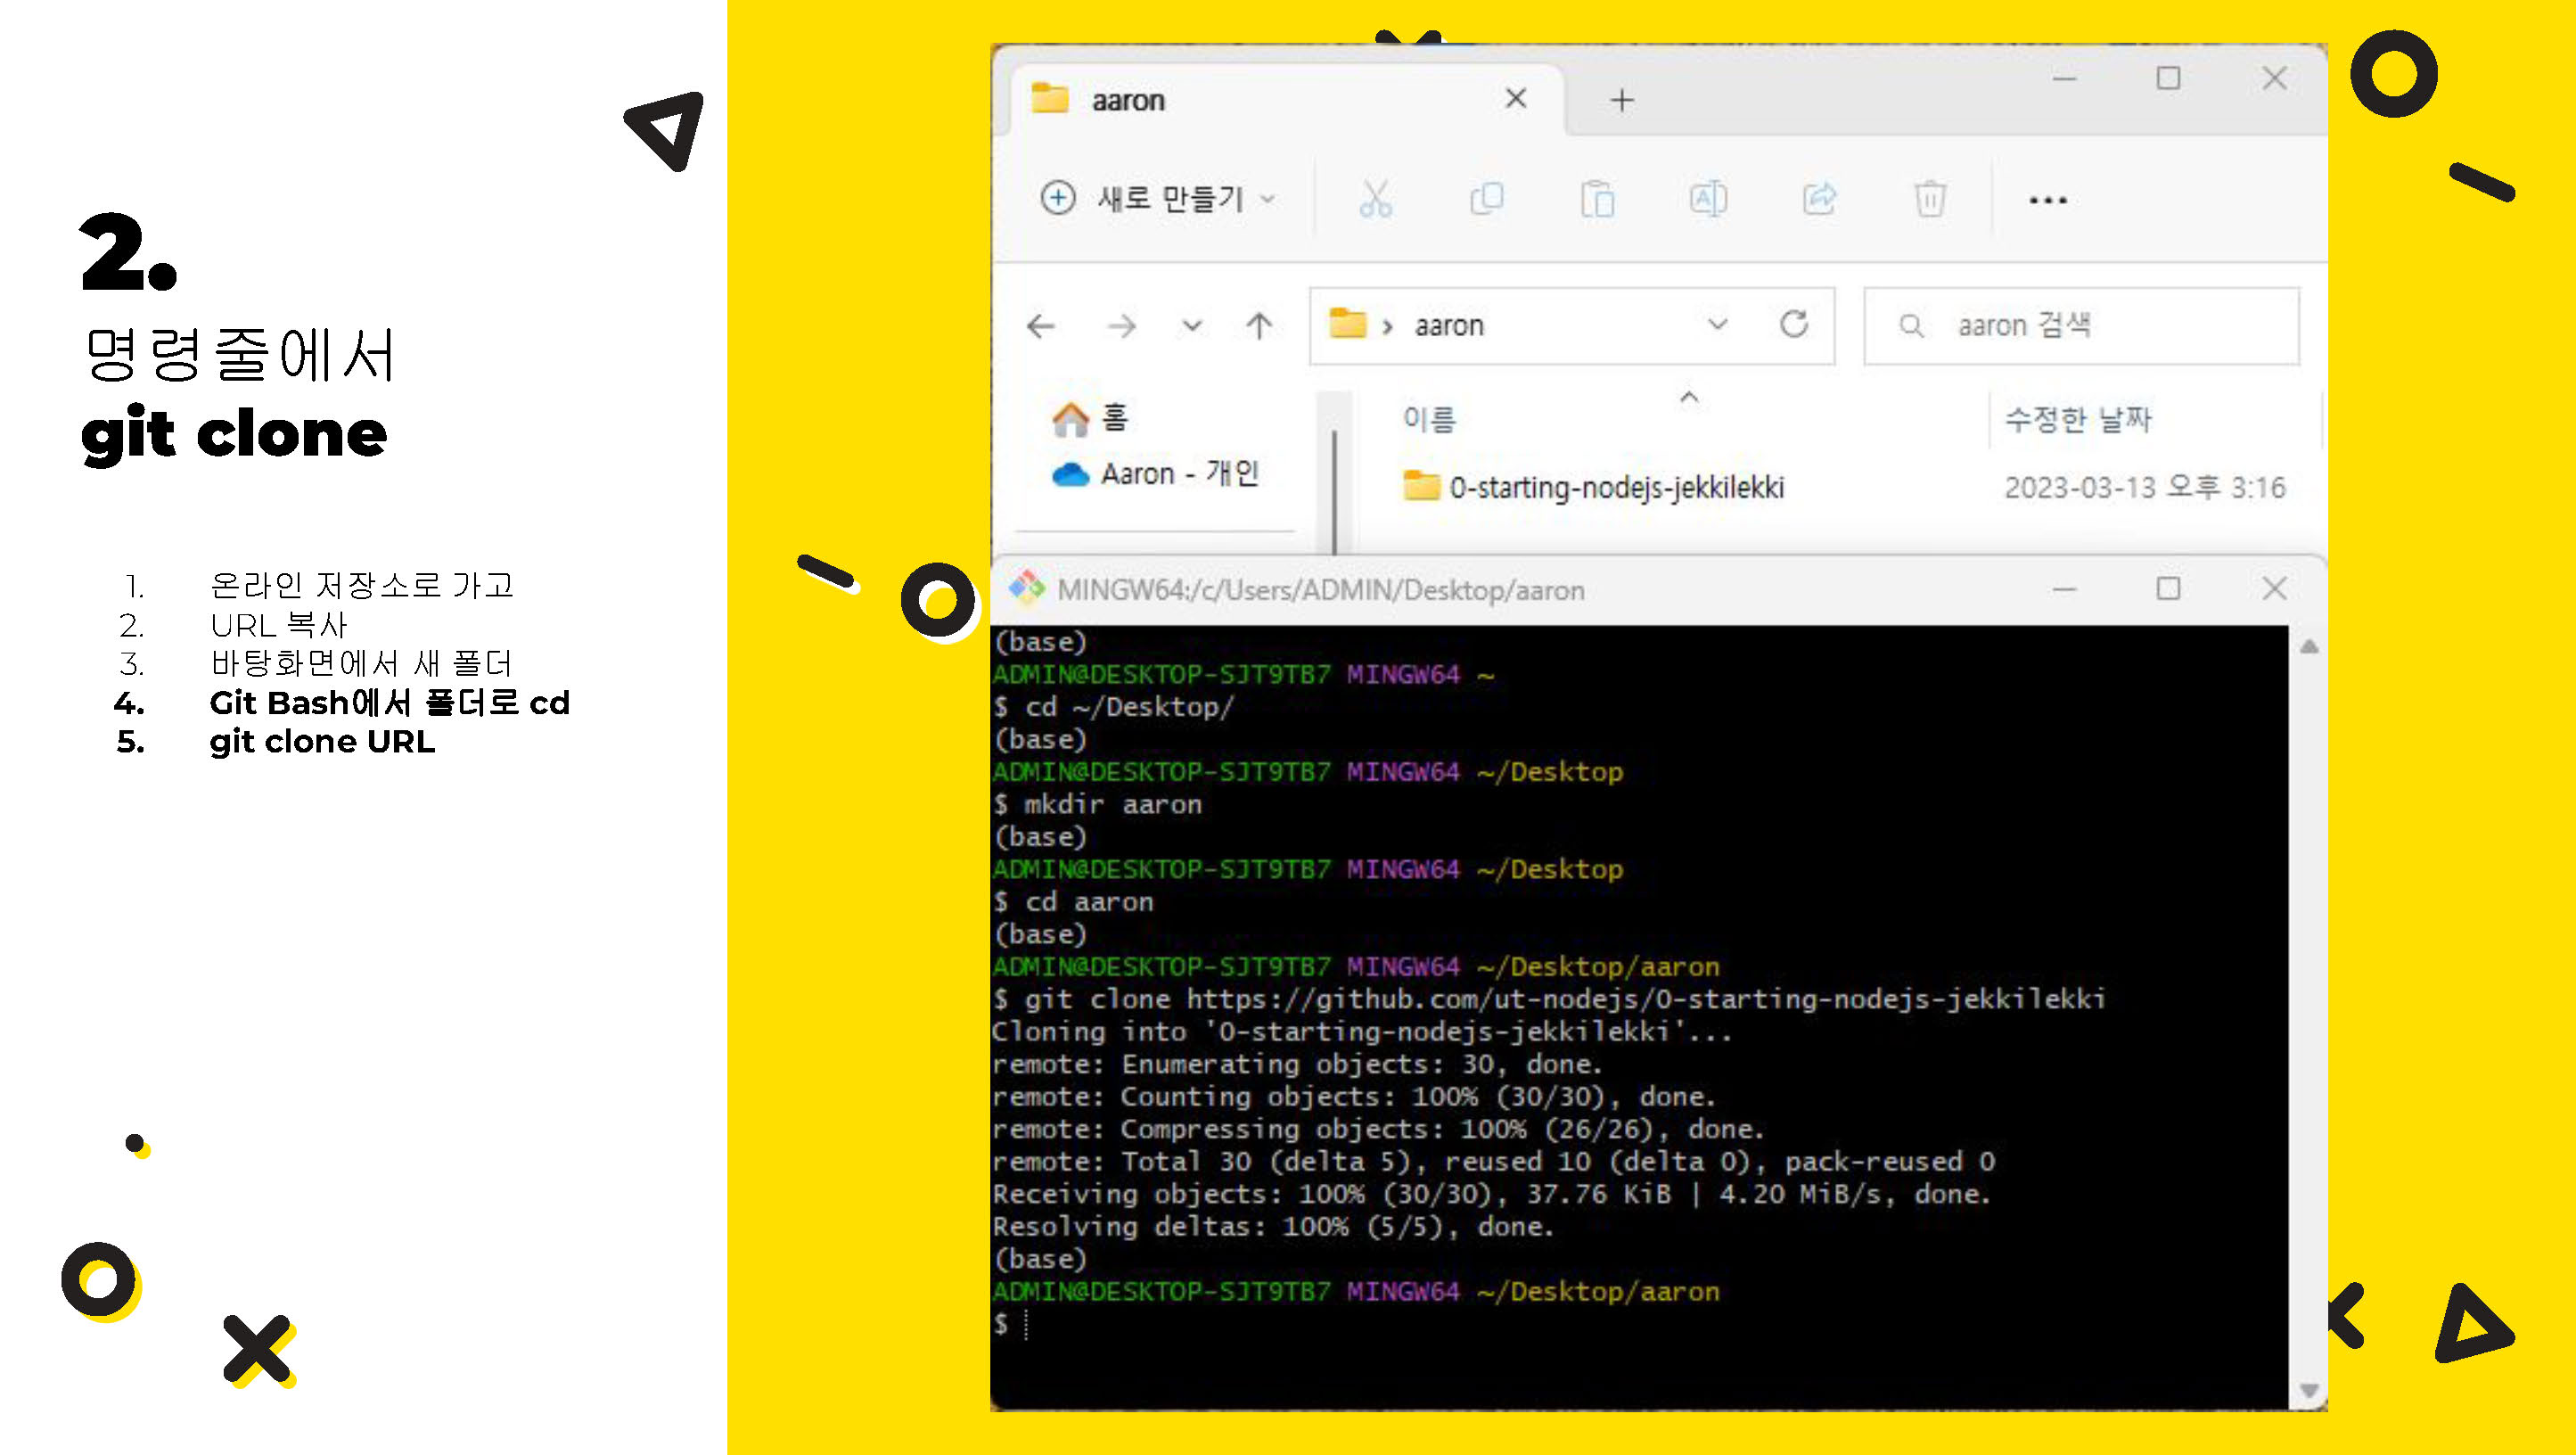 2.
명령줄에서
git clone
1. 온라인 저장소로 가고
2. URL 복사
3. 바탕화면에서 새 폴더
4. Git Bash에서 폴더로 cd
5. git clone URL
aaron
새로 만들기
aaron
aaron 검색
홈
이름
수정한 날짜
Aaron - 개인
0-starting-nodejs-jekkilekki
2023-03-13 오후 3:16
MINGW64:/c/Users/ADMIN/Desktop/aaron
(base)
ADMIN@DESKTOP-SJT9TB7 MINGW64 ~
$ cd ~/Desktop/
(base)
ADMIN@DESKTOP-SJT9TB7 MINGW64 ~/Desktop
$ mkdir aaron
(base)
ADMIN@DESKTOP-SJT9TB7 MINGW64 ~/Desktop
$ cd aaron
(base)
ADMIN@DESKTOP-SJT9TB7 MINGW64 ~/Desktop/aaron
$ git clone https://github.com/ut-nodejs/0-starting-nodejs-jekkilekki
Cloning into '0-starting-nodejs-jekkilekki'...
remote: Enumerating objects: 30, done.
remote: Counting objects: 100% (30/30), done.
remote: Compressing objects: 100% (26/26), done.
remote: Total 30 (delta 5), reused 10 (delta 0), pack-reused 0
Receiving objects: 100% (30/30), 37.76 KiB | 4.20 MiB/s, done.
Resolving deltas: 100% (5/5), done.
(base)
ADMIN@DESKTOP-SJT9TB7 MINGW64 ~/Desktop/aaron
$